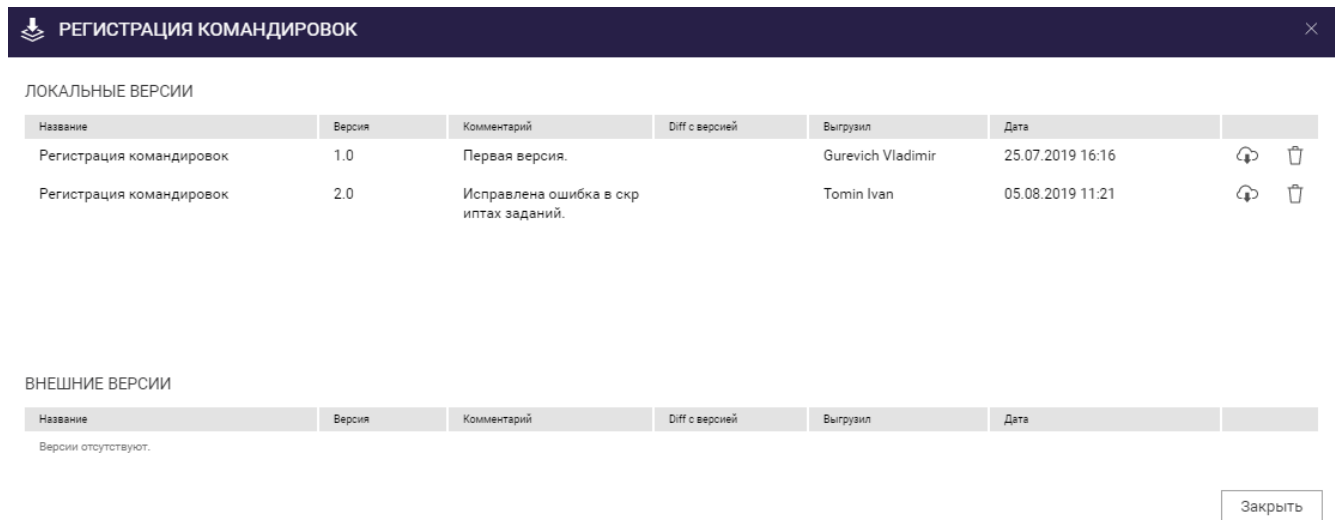 РЕГИСТРАЦИЯ КОМАНДИРОВОК
ЛОКАЛЬНЫЕ ВЕРСИИ
Название Версия Комментарий Diff с версией Выгрузил Дата
Регистрация командировок 1.0 Первая версия. Gurevich Vladimir 25.07.2019 16:16
Регистрация командировок 2.0 Исправлена ошибка в скр Tomin Ivan 05.08.2019 11:21
иптах заданий.
ВНЕШНИЕ ВЕРСИИ
Название Версия Комментарий Diff с версией Выгрузил Дата
Версии отсутствуют.
Закрыть